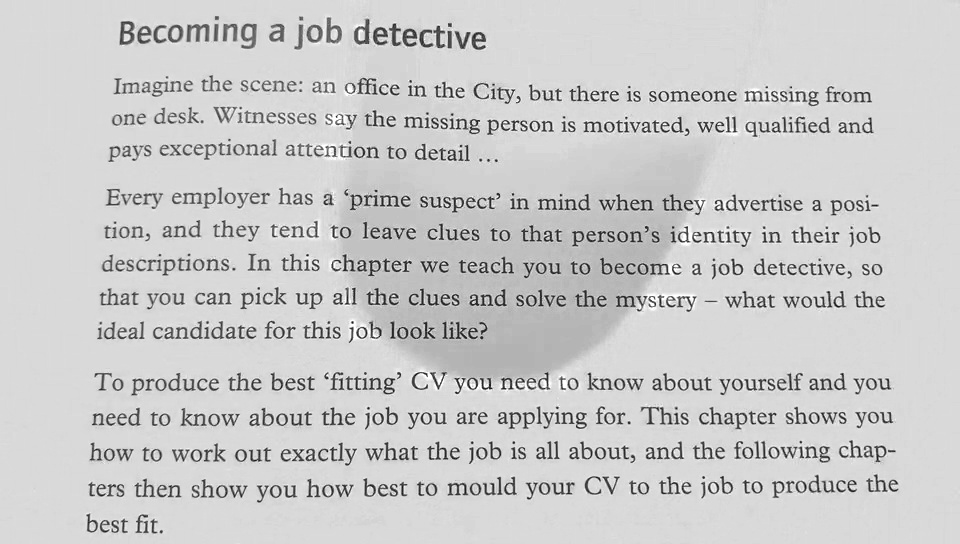 Becoming a job detective
Imagine the scene: an office in the City, but there is someone missing from
one desk. Witnesses say the missing person is motivated, well qualified and
pays exceptional attention to detail …
Every employer has a ‘prime suspect’ in mind when they advertise a posi-
tion, and they tend to leave clues to that person’s identity in their job
descriptions. In this chapter we teach you to become a job detective, so
that you can pick up all the clues and solve the mystery – what would the
ideal candidate for this job look like?
To produce the best ‘fitting’ CV you need to know about yourself and you
need to know about the job you are applying for. This chapter shows you
how to work out exactly what the job is all about, and the following chap-
ters then show you how best to mould your CV to the job to produce the
best fit.